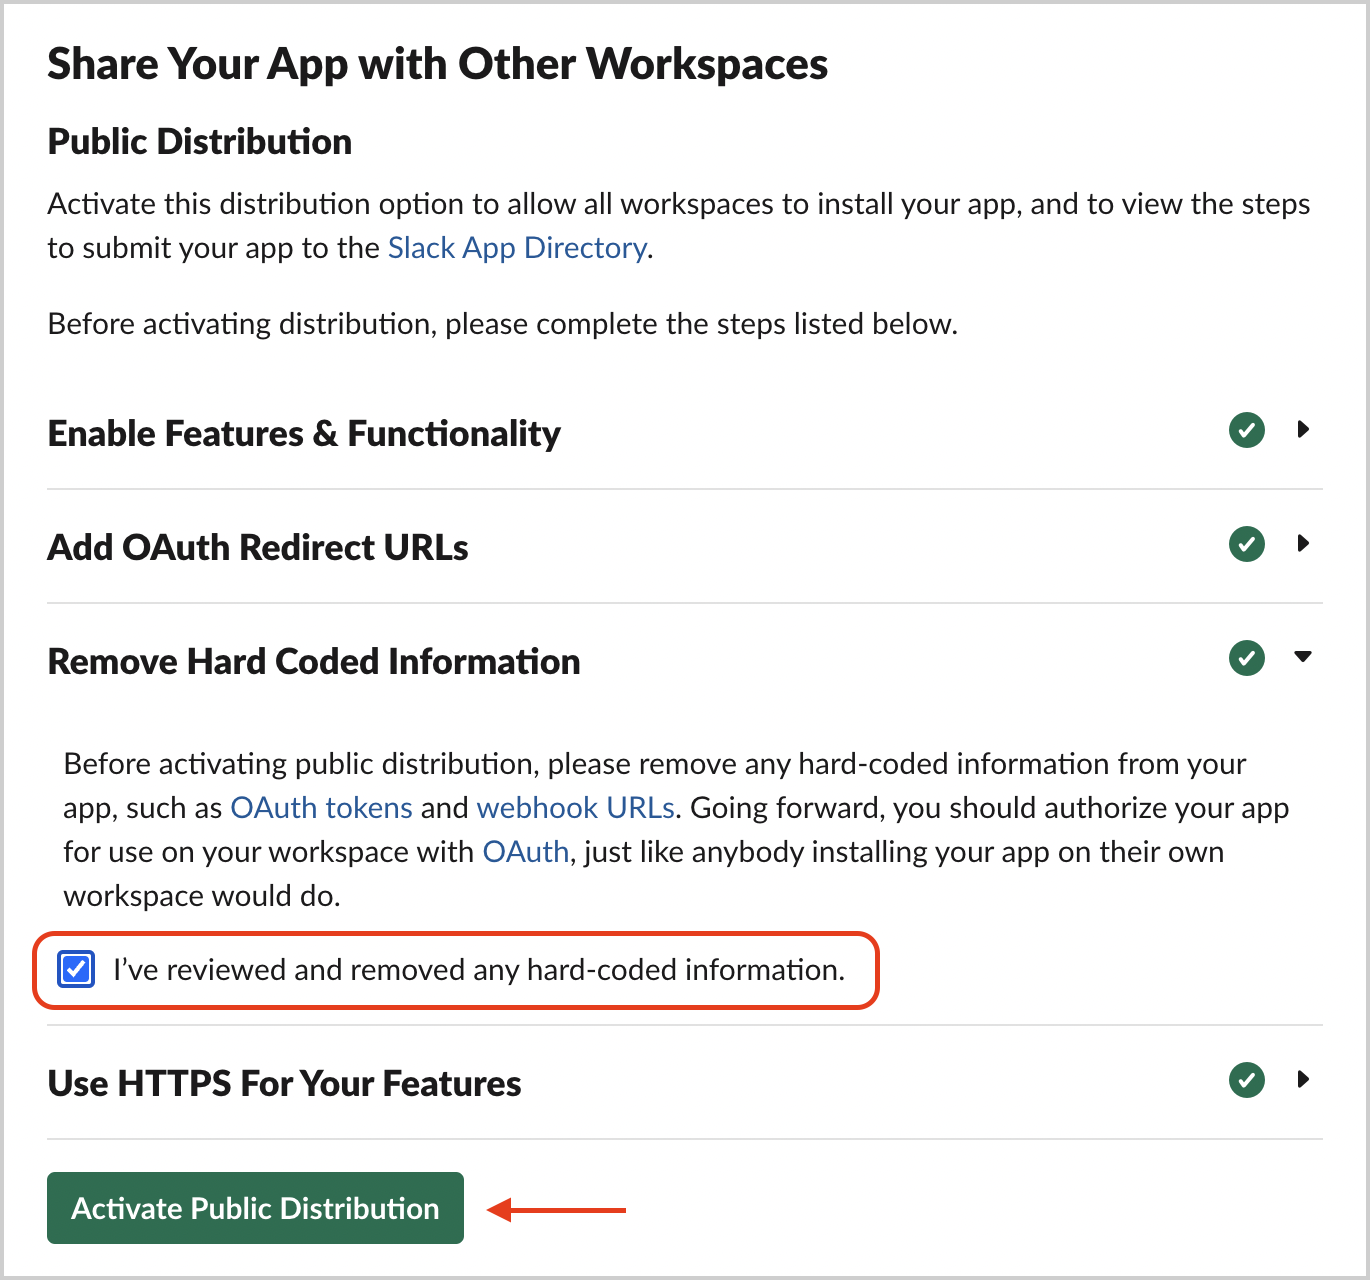 Share Your App with Other Workspaces
Public Distribution
Activate this distribution option to allow all workspaces to install your app, and to view the steps
to submit your app to the Slack App Directory.
Before activating distribution, please complete the steps listed below.
Enable Features & Functionality
Add OAuth Redirect URLs
Remove Hard Coded Information
Before activating public distribution, please remove any hard-coded information from your
app, such as OAuth tokens and webhook URLs. Going forward, you should authorize your app
for use on your workspace with OAuth, just like anybody installing your app on their own
workspace would do.
I’ve reviewed and removed any hard-coded information.
Use HTTPS For Your Features
Activate Public Distribution